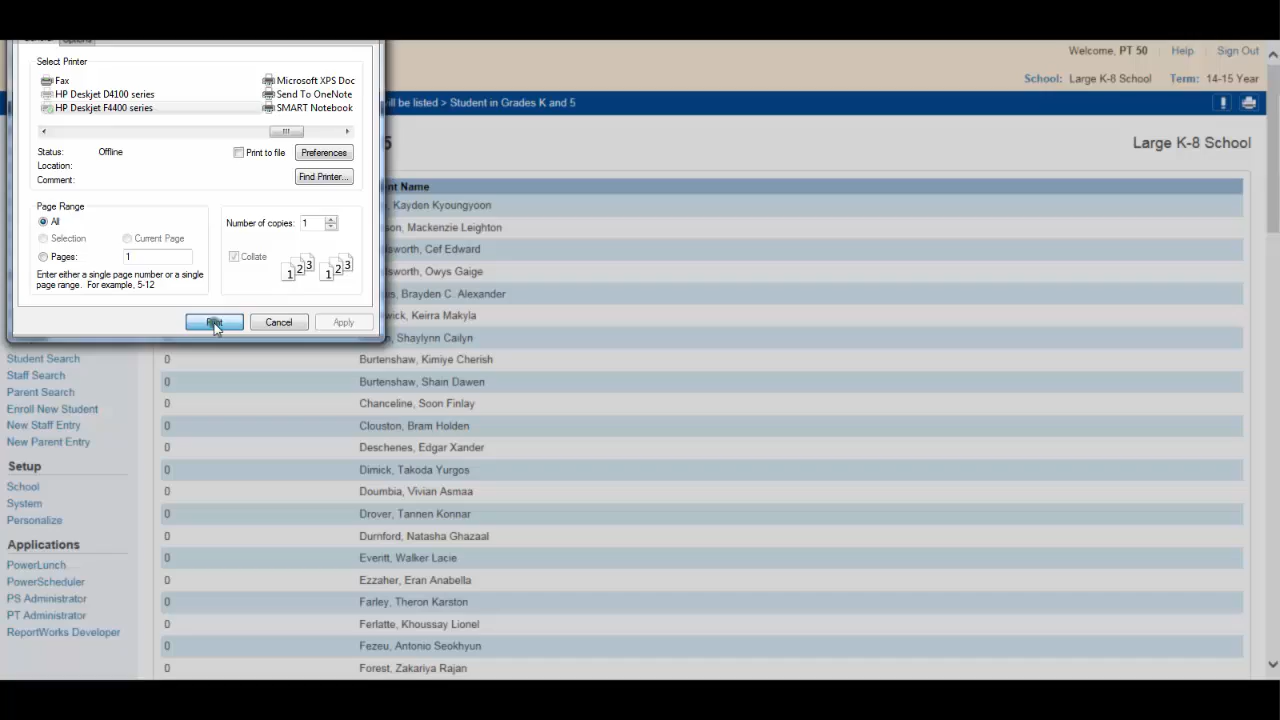 Options
Welcome, PT 50 Help Sign Out
School: Large K-8 School Term: 14-15 Year
ll be listed > Student in Grades K and 5
5 Large K-8 School
Select Printer
Fax Microsoft XPS Doc
HP Deskjet D4100 series Send To OneNote
HP Deskjet F4400 series SMART Notebook
Status: Offline Print to file Preferences
Location:
Comment: Find Printer...
Page Range
All Number of copies: 1
Selection Current Page
Pages: 1 Collate
Enter either a single page number or a single
page range. For example, 5-12
1 2 3 1 2 3
Print Cancel Apply
nt Name
, Kayden Kyoungyoon
son, Mackenzie Leighton
sworth, Cef Edward
sworth, Owys Gaige
is, Brayden C. Alexander
wick, Keirra Makyla
, Shaylynn Cailyn
0 Burtenshaw, Kimiye Cherish
0 Burtenshaw, Shain Dawen
0 Chanceline, Soon Finlay
0 Clouston, Bram Holden
0 Deschenes, Edgar Xander
0 Dimick, Takoda Yurgos
0 Doumbia, Vivian Asmaa
0 Drover, Tannen Konnar
0 Durnford, Natasha Ghazaal
0 Everitt, Walker Lacie
0 Ezzaher, Eran Anabella
0 Farley, Theron Karston
0 Ferlatte, Khoussay Lionel
0 Fezeu, Antonio Seokhyun
0 Forest, Zakariya Rajan
Student Search
Staff Search
Parent Search
Enroll New Student
New Staff Entry
New Parent Entry
Setup
School
System
Personalize
Applications
PowerLunch
PowerScheduler
PS Administrator
PT Administrator
ReportWorks Developer